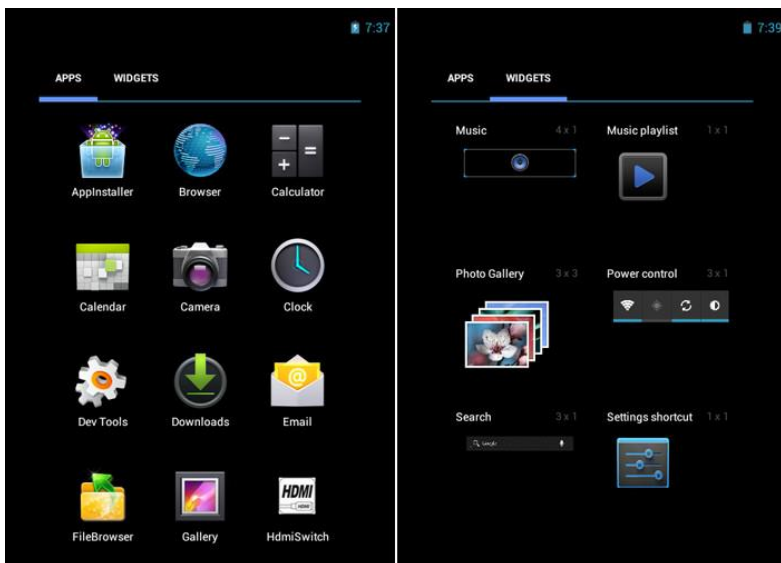 7:37
APPS WIDGETS
AppInstaller Browser Calculator
Calendar Camera Clock
Dev Tools Downloads Email
@
HDMI
HDMI
FileBrowser Gallery HdmiSwitch
7:39
APPS WIDGETS
Music 4 x 1 Music playlist 1 x 1
Photo Gallery 3 x 3 Power control 3 x 1
Search 3 x 1 Settings shortcut 1 x 1
Google